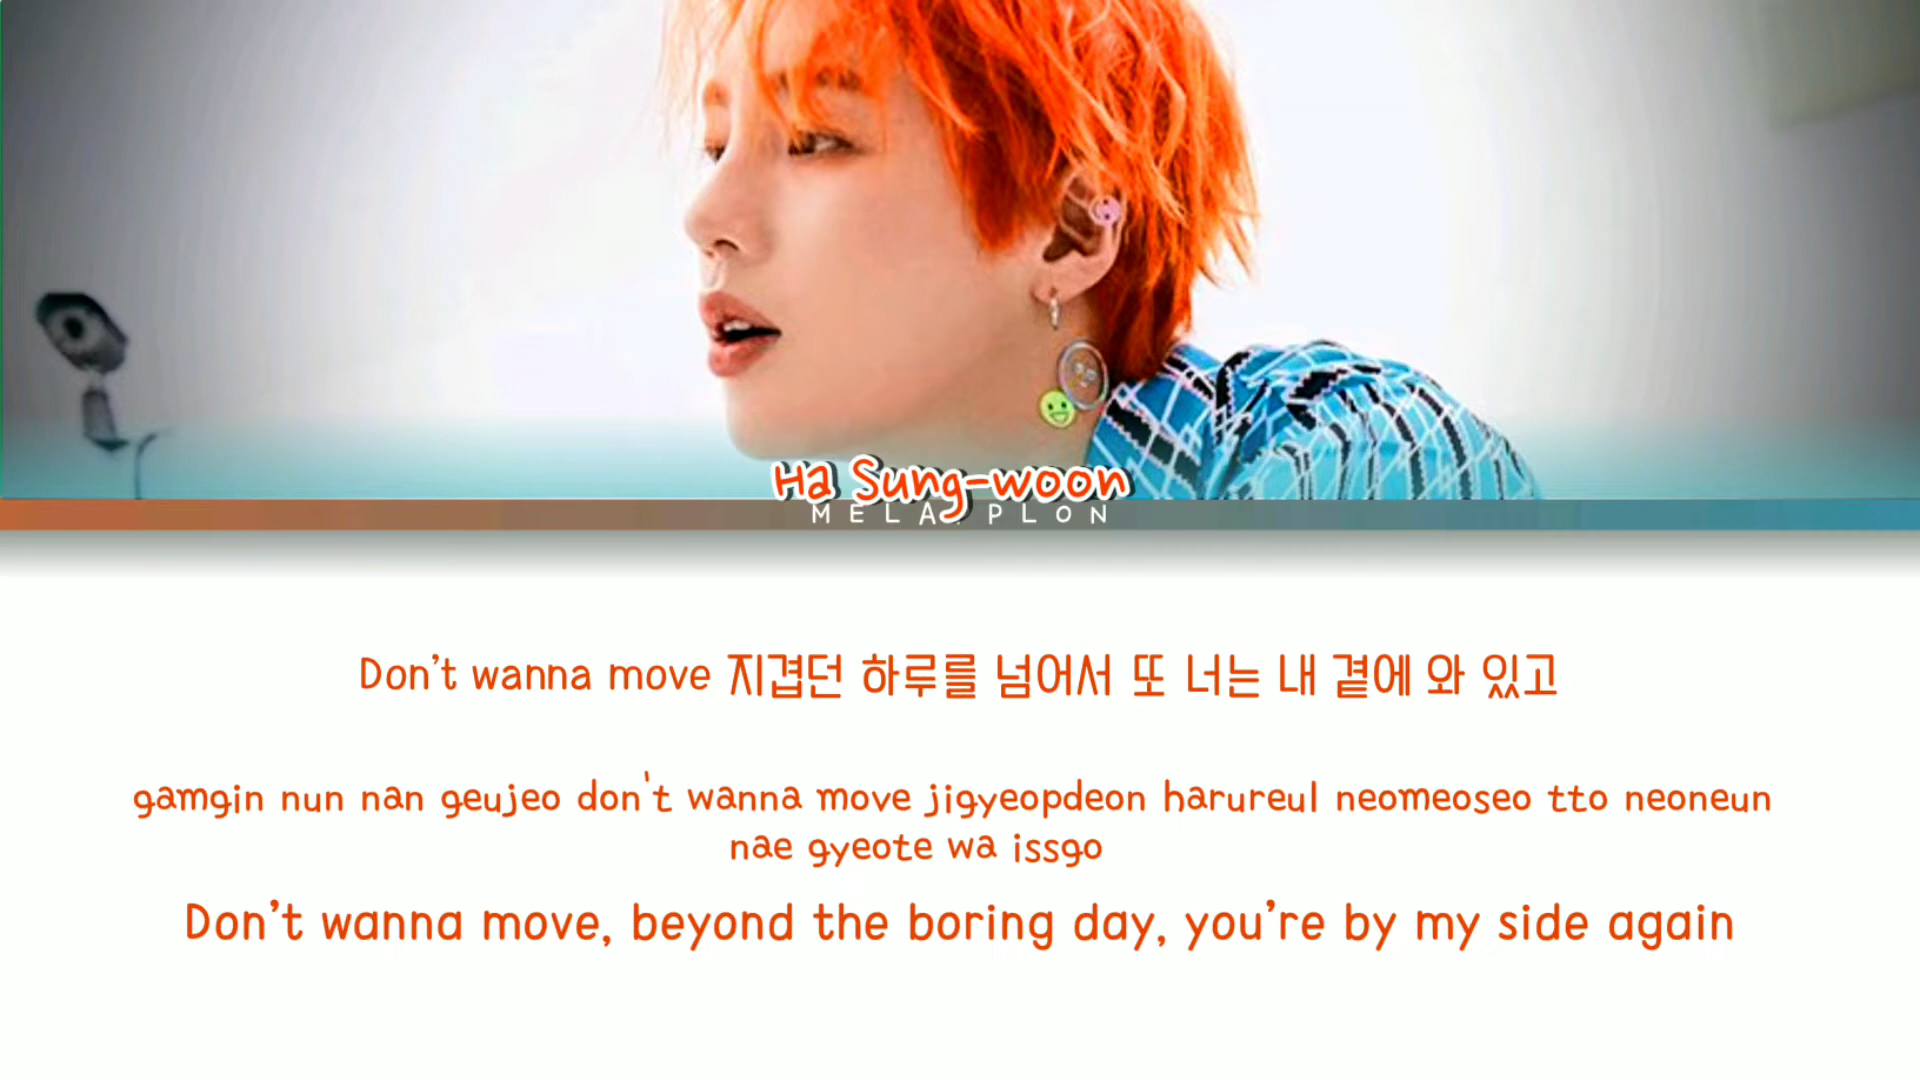 Ha Sung-woon
MELA PLON
Don't wanna move 지겹던 하루를 넘어서 또 너는 내 곁에 와 있고
gamgin nun nan geujeo don't wanna move jigyeopdeon harureul neomeoseo tto neoneun
nae gyeote wa issgo
Don't wanna move, beyond the boring day, you're by my side again